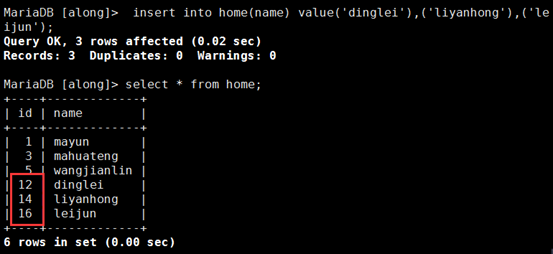 MariaDB [along]>  insert into home(name) value('dinglei'),('liyanhong'),('le
ijun');
Query OK, 3 rows affected (0.02 sec)
Records: 3  Duplicates: 0  Warnings: 0

MariaDB [along]> select * from home;
+----+-------------+
| id | name        |
+----+-------------+
|  1 | mayun       |
|  3 | mahuateng   |
|  5 | wangjianlin |
| 12 | dinglei     |
| 14 | liyanhong   |
| 16 | leijun      |
+----+-------------+
6 rows in set (0.00 sec)